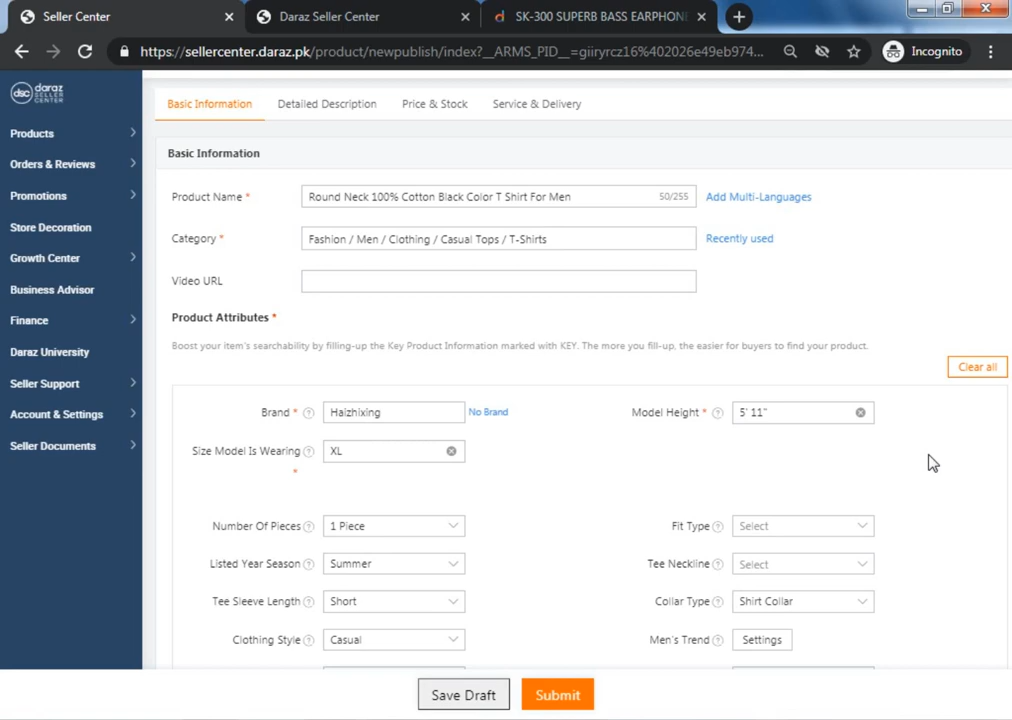 Seller Center
Daraz Seller Center
SK-300 SUPERB BASS EARPHON
https://sellercenter.daraz.pk/product/newpublish/index?__ARMS_PID__=giiryrcz16%402026e49eb974...
Incognito
dsc daraz SELLER CENTER
Products
Orders & Reviews
Promotions
Store Decoration
Growth Center
Business Advisor
Finance
Daraz University
Seller Support
Account & Settings
Seller Documents
Basic Information Detailed Description Price & Stock Service & Delivery
Basic Information
Product Name * Round Neck 100% Cotton Black Color T Shirt For Men 50/255 Add Multi-Languages
Category * Fashion / Men / Clothing / Casual Tops / T-Shirts Recently used
Video URL
Product Attributes *
Boost your item's searchability by filling-up the Key Product Information marked with KEY. The more you fill-up, the easier for buyers to find your product.
Clear all
Brand * ? Haizhixing No Brand Model Height * ? 5' 11"
Size Model Is Wearing ? * XL
Number Of Pieces ? 1 Piece Fit Type ? Select
Listed Year Season ? Summer Tee Neckline ? Select
Tee Sleeve Length ? Short Collar Type ? Shirt Collar
Clothing Style ? Casual Men's Trend ? Settings
Save Draft Submit